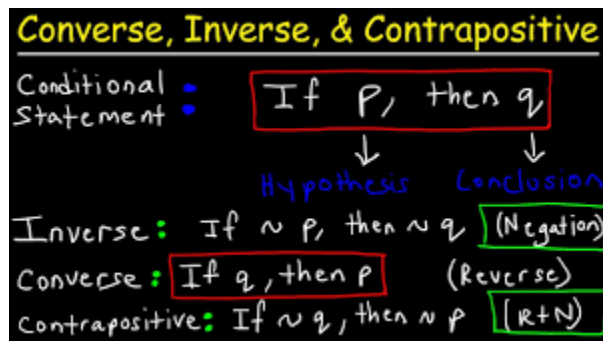 Converse, Inverse, & Contrapositive
Conditional : If p, then q
Statement
Hypothesis Conclusion
Inverse: If ~p, then ~q (Negation)
Converse: If q, then p (Reverse)
Contrapositive: If ~q, then ~p (R+N)